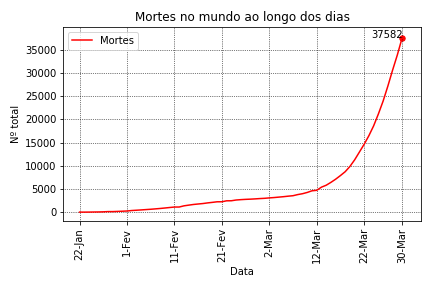 Mortes no mundo ao longo dos dias
Mortes
37582
Nº total
35000
30000
25000
20000
15000
10000
5000
0
22-Jan
1-Fev
11-Fev
21-Fev
2-Mar
12-Mar
22-Mar
30-Mar
Data